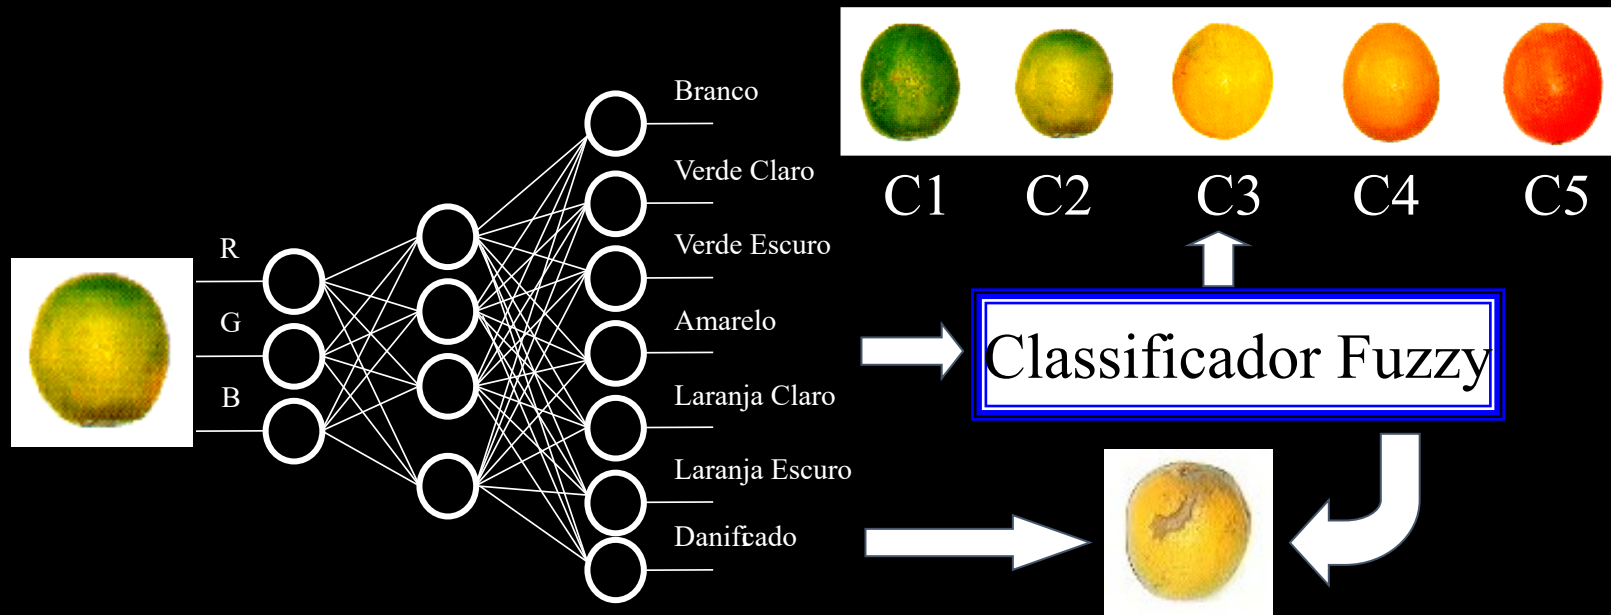 R
G
B
Branco
Verde Claro
Verde Escuro
Amarelo
Laranja Claro
Laranja Escuro
Danificado
C1 C2 C3 C4 C5
Classificador Fuzzy